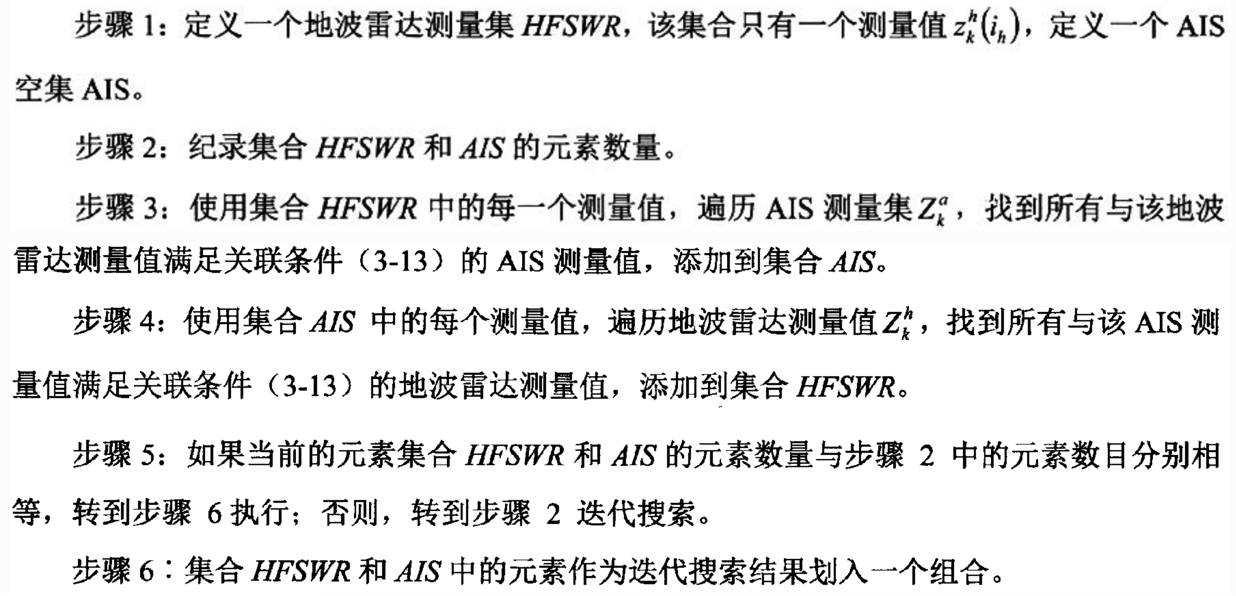 步骤 1：定义一个地波雷达测量集 HFSWR，该集合只有一个测量值 z_k^h(i_h)，定义一个 AIS
空集 AIS。
步骤 2：纪录集合 HFSWR 和 AIS 的元素数量。
步骤 3：使用集合 HFSWR 中的每一个测量值，遍历 AIS 测量集 Z_k^a，找到所有与该地波
雷达测量值满足关联条件（3-13）的 AIS 测量值，添加到集合 AIS。
步骤 4：使用集合 AIS 中的每个测量值，遍历地波雷达测量值 Z_k^h，找到所有与该 AIS 测
量值满足关联条件（3-13）的地波雷达测量值，添加到集合 HFSWR。
步骤 5：如果当前的元素集合 HFSWR 和 AIS 的元素数量与步骤 2 中的元素数目分别相
等，转到步骤 6 执行；否则，转到步骤 2 迭代搜索。
步骤 6：集合 HFSWR 和 AIS 中的元素作为迭代搜索结果划入一个组合。